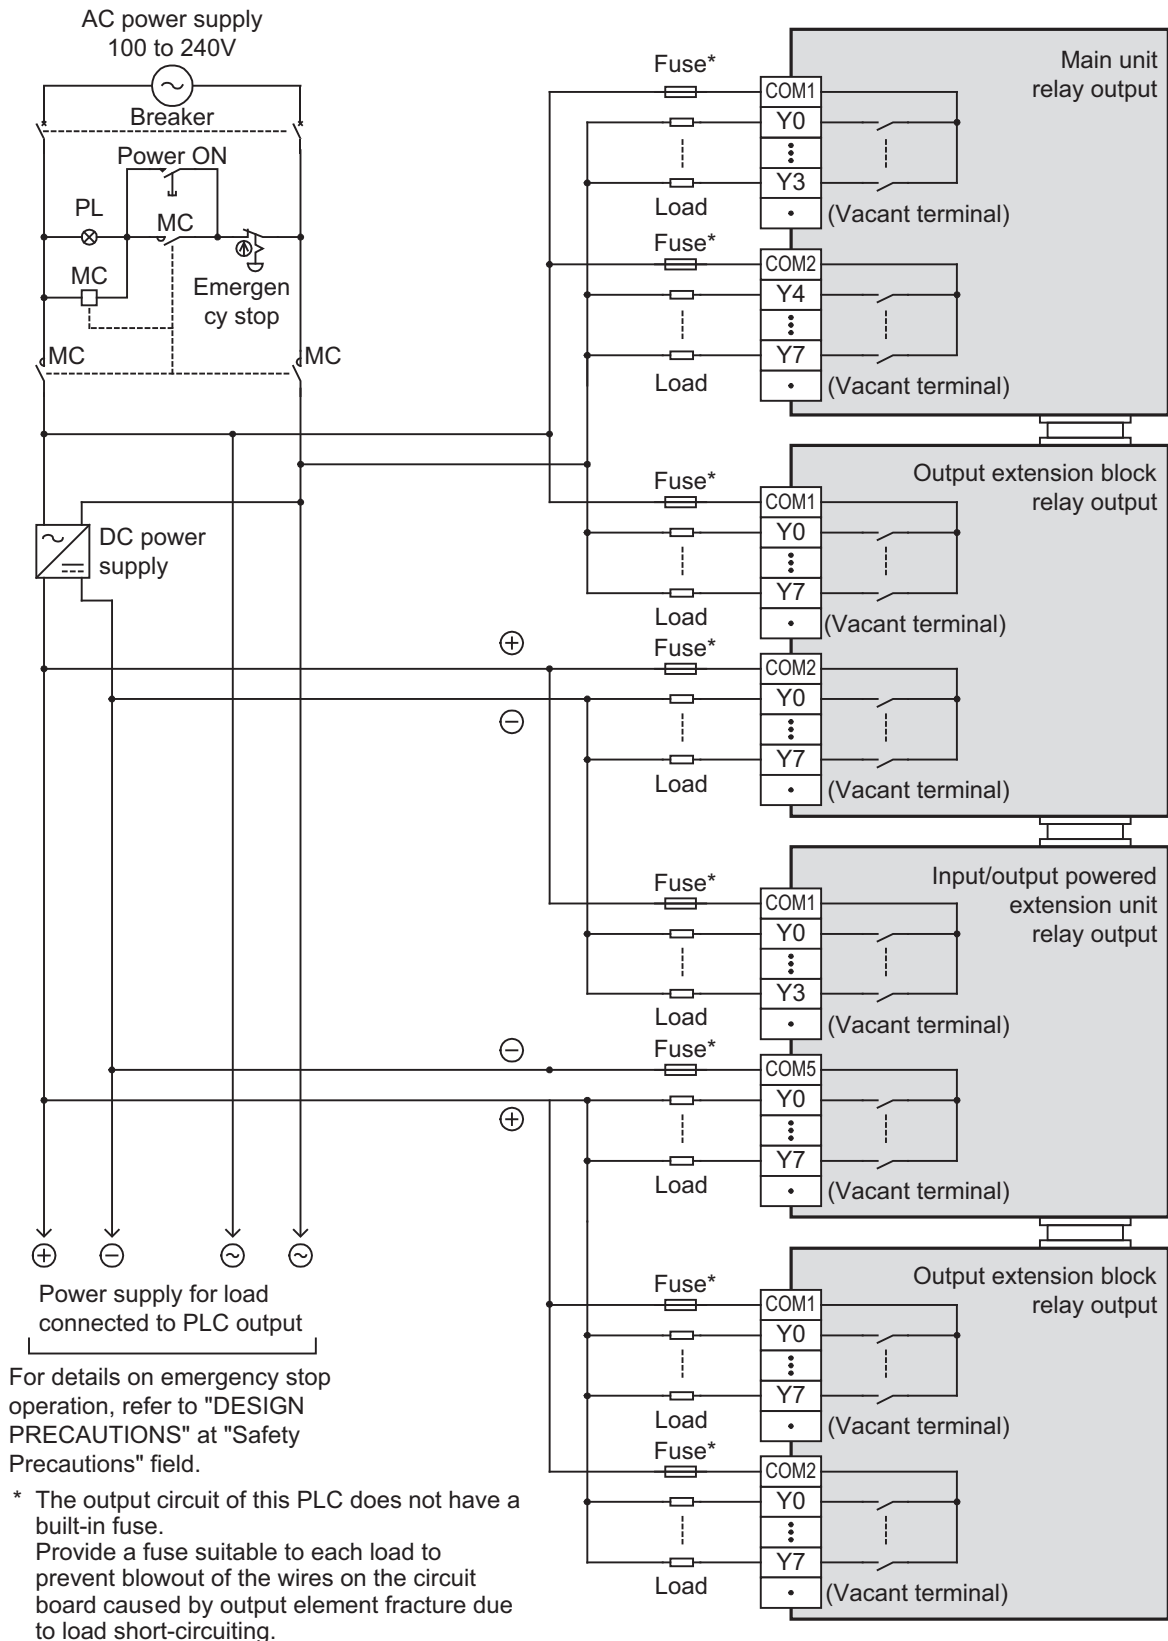 AC power supply
100 to 240V
Breaker
Power ON
PL
MC
MC
Emergen
cy stop
MC
MC
DC power
supply
Fuse*
COM1
Y0
Y3
Load
(Vacant terminal)
Main unit
relay output
Fuse*
COM2
Y4
Y7
Load
(Vacant terminal)
Output extension block
relay output
Fuse*
COM1
Y0
Y7
Load
(Vacant terminal)
+
Fuse*
COM2
Y0
−
Y7
Load
(Vacant terminal)
Input/output powered
extension unit
relay output
Fuse*
COM1
Y0
Y3
Load
(Vacant terminal)
−
Fuse*
COM5
Y0
+
Y7
Load
(Vacant terminal)
Output extension block
relay output
Fuse*
COM1
Y0
Y7
Load
(Vacant terminal)
Fuse*
COM2
Y0
Y7
Load
(Vacant terminal)
+ − ~ ~
Power supply for load
connected to PLC output
For details on emergency stop
operation, refer to "DESIGN
PRECAUTIONS" at "Safety
Precautions" field.
* The output circuit of this PLC does not have a
built-in fuse.
Provide a fuse suitable to each load to
prevent blowout of the wires on the circuit
board caused by output element fracture due
to load short-circuiting.